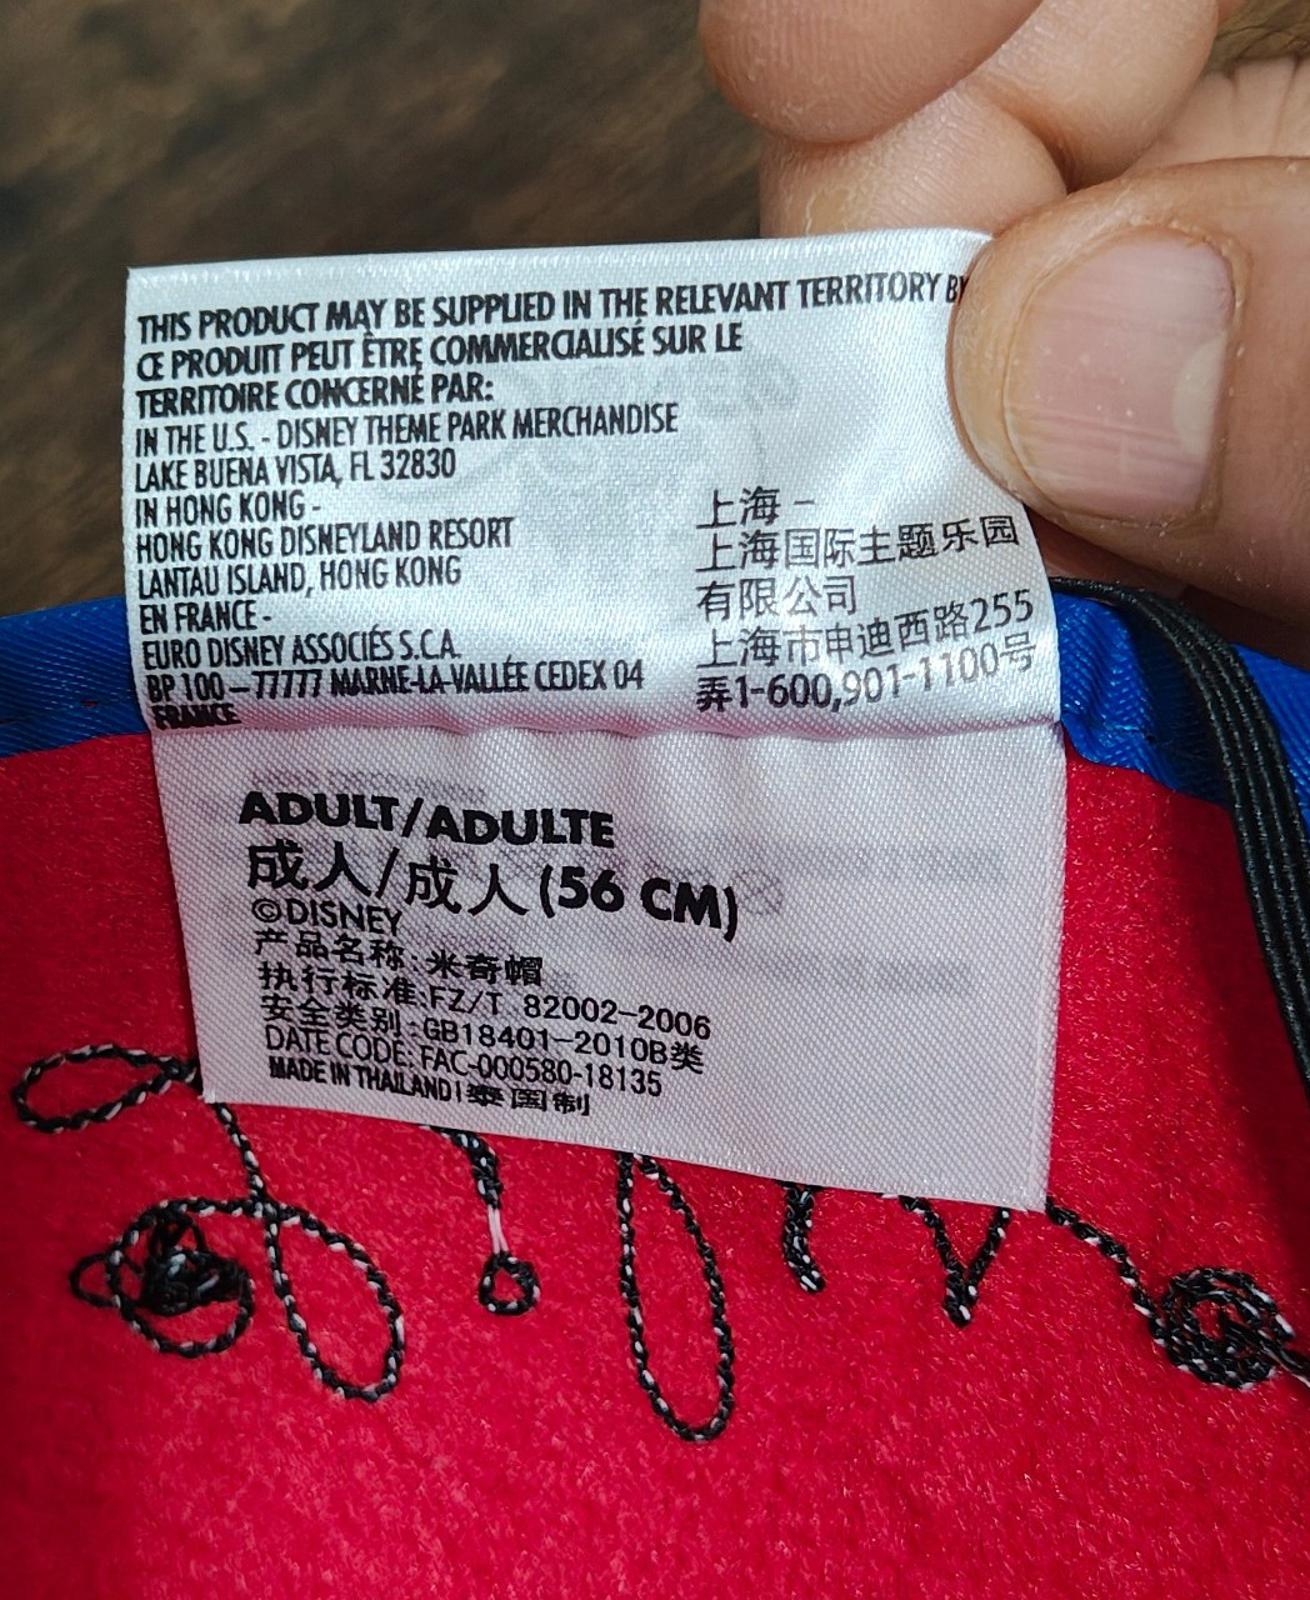 THIS PRODUCT MAY BE SUPPLIED IN THE RELEVANT TERRITORY BY
CE PRODUIT PEUT ÊTRE COMMERCIALISÉ SUR LE
TERRITOIRE CONCERNÉ PAR:
IN THE U.S. - DISNEY THEME PARK MERCHANDISE
LAKE BUENA VISTA, FL 32830
IN HONG KONG -
HONG KONG DISNEYLAND RESORT
LANTAU ISLAND, HONG KONG
EN FRANCE -
EURO DISNEY ASSOCIÉS S.C.A.
BP 100 – 77777 MARNE-LA-VALLÉE CEDEX 04
FRANCE
上海 -
上海国际主题乐园
有限公司
上海市申迪西路255
弄1-600,901-1100号
ADULT/ADULTE
成人/成人 (56 CM)
©DISNEY
产品名称:米奇帽
执行标准:FZ/T 82002-2006
安全类别:GB18401-2010B类
DATE CODE: FAC-000580-18135
MADE IN THAILAND | 泰国制